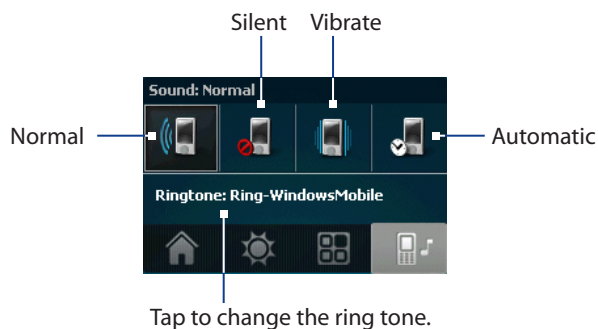 Silent Vibrate
Sound: Normal
Normal
Automatic
Ringtone: Ring-WindowsMobile
Tap to change the ring tone.